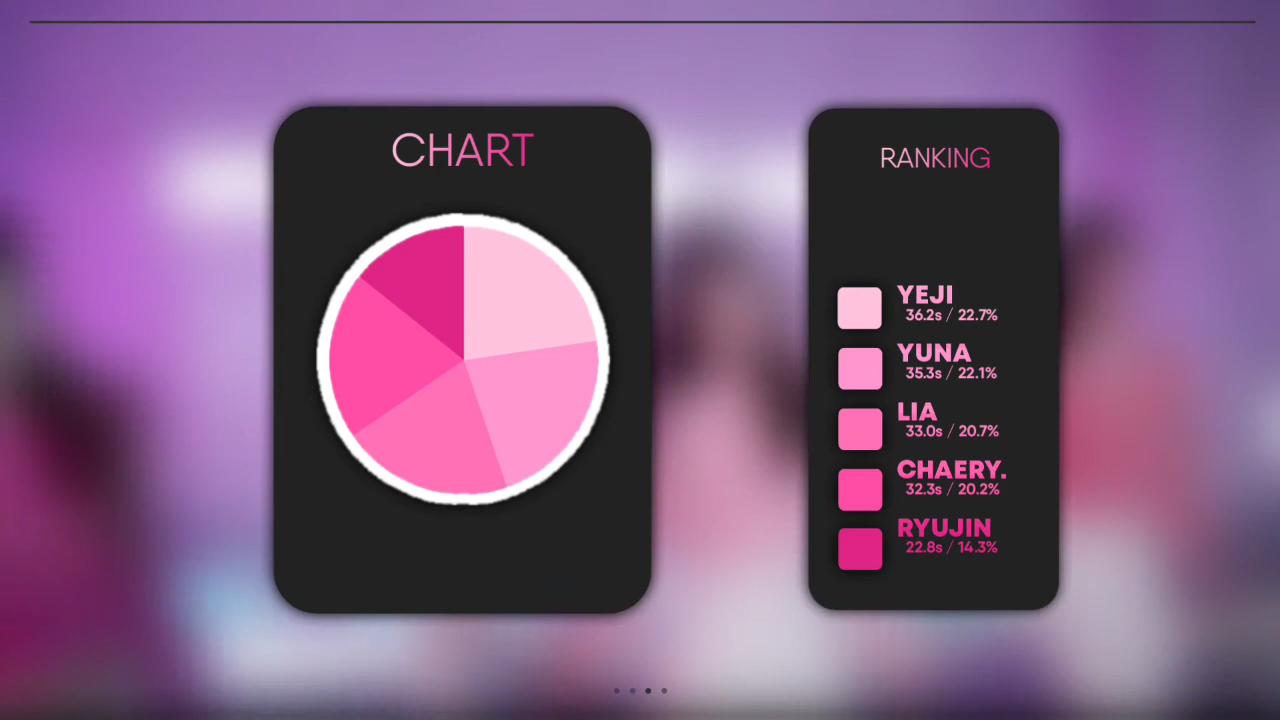 CHART
RANKING
YEJI
36.2s / 22.7%
YUNA
35.3s / 22.1%
LIA
33.0s / 20.7%
CHAERY.
32.3s / 20.2%
RYUJIN
22.8s / 14.3%